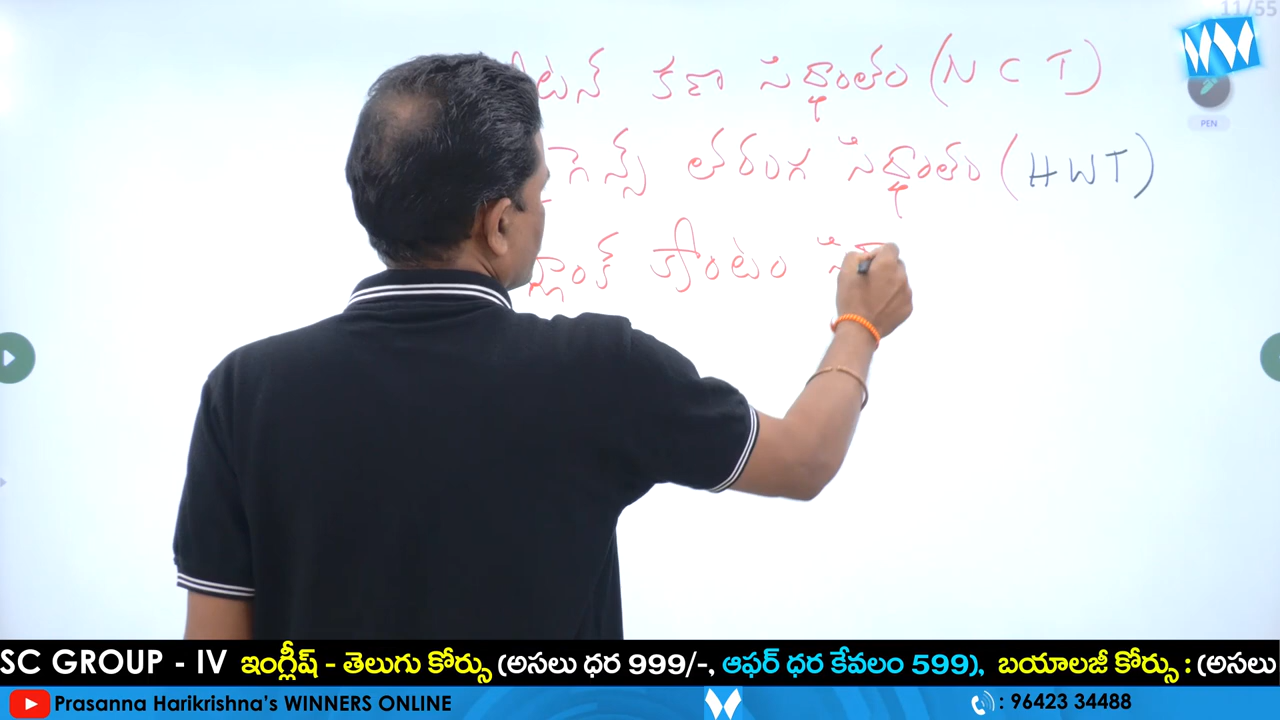 11/55
కణ సిద్ధాంతం (N C T)
PEN
తరంగ సిద్ధాంతం (HWT)
క్వాంటం
SC GROUP - IV ఇంగ్లీష్ - తెలుగు కోర్సు (అసలు ధర 999/-, ఆఫర్ ధర కేవలం 599), బయాలజీ కోర్సు : (అసలు
Prasanna Harikrishna's WINNERS ONLINE : 96423 34488